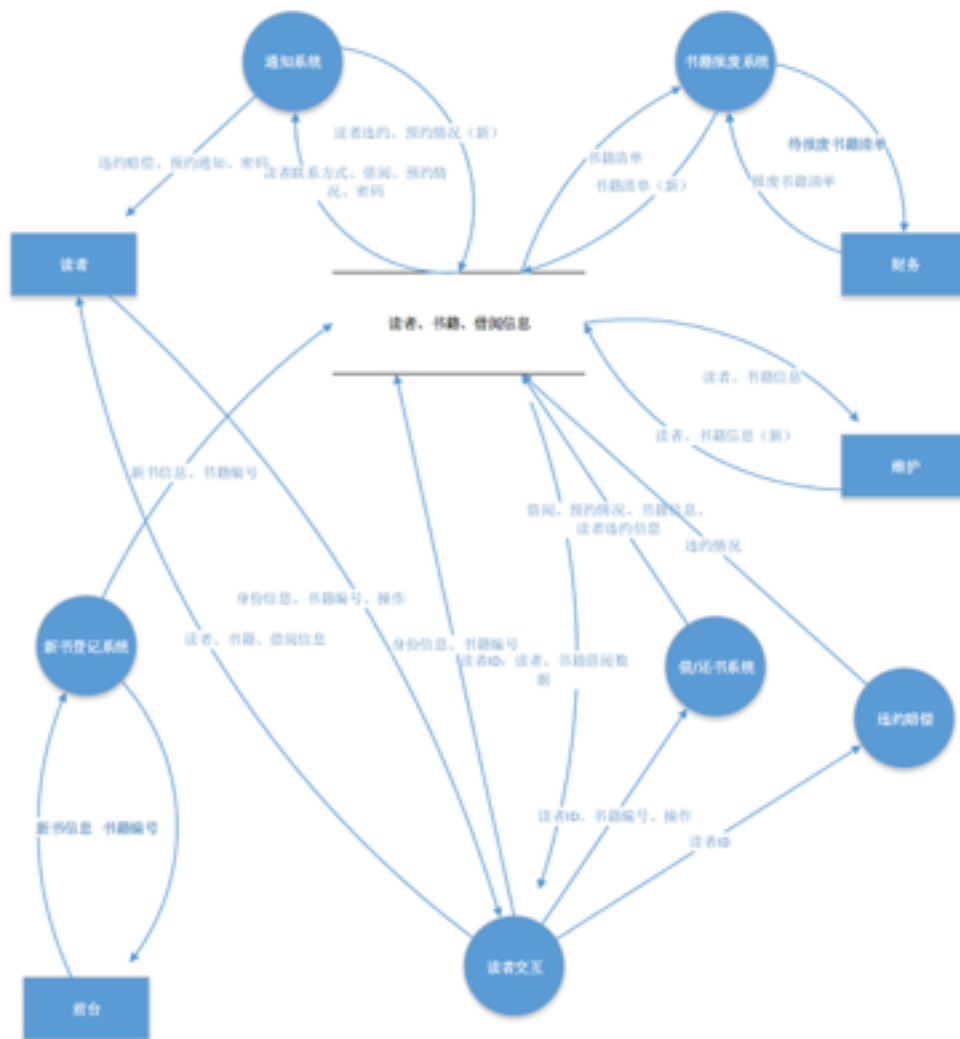 通知系统
书籍报废系统
读者违约、预约情况（新）
待报废书籍清单
违约赔偿、预约通知、密码
读者联系方式、借阅、预约情
况、密码
书籍清单
书籍清单（新）
报废书籍清单
读者
财务
读者、书籍、借阅信息
读者、书籍信息
读者、书籍信息（新）
维护
新书信息、书籍编号
借阅、预约情况、书籍信息、
读者违约信息
违约情况
身份信息、书籍编号、操作
读者、书籍、借阅信息
身份信息、书籍编号
读者ID、读者、书籍借阅数
据
新书登记系统
借/还书系统
违约赔偿
新书信息
书籍编号
读者ID、书籍编号、操作
读者ID
读者交互
前台